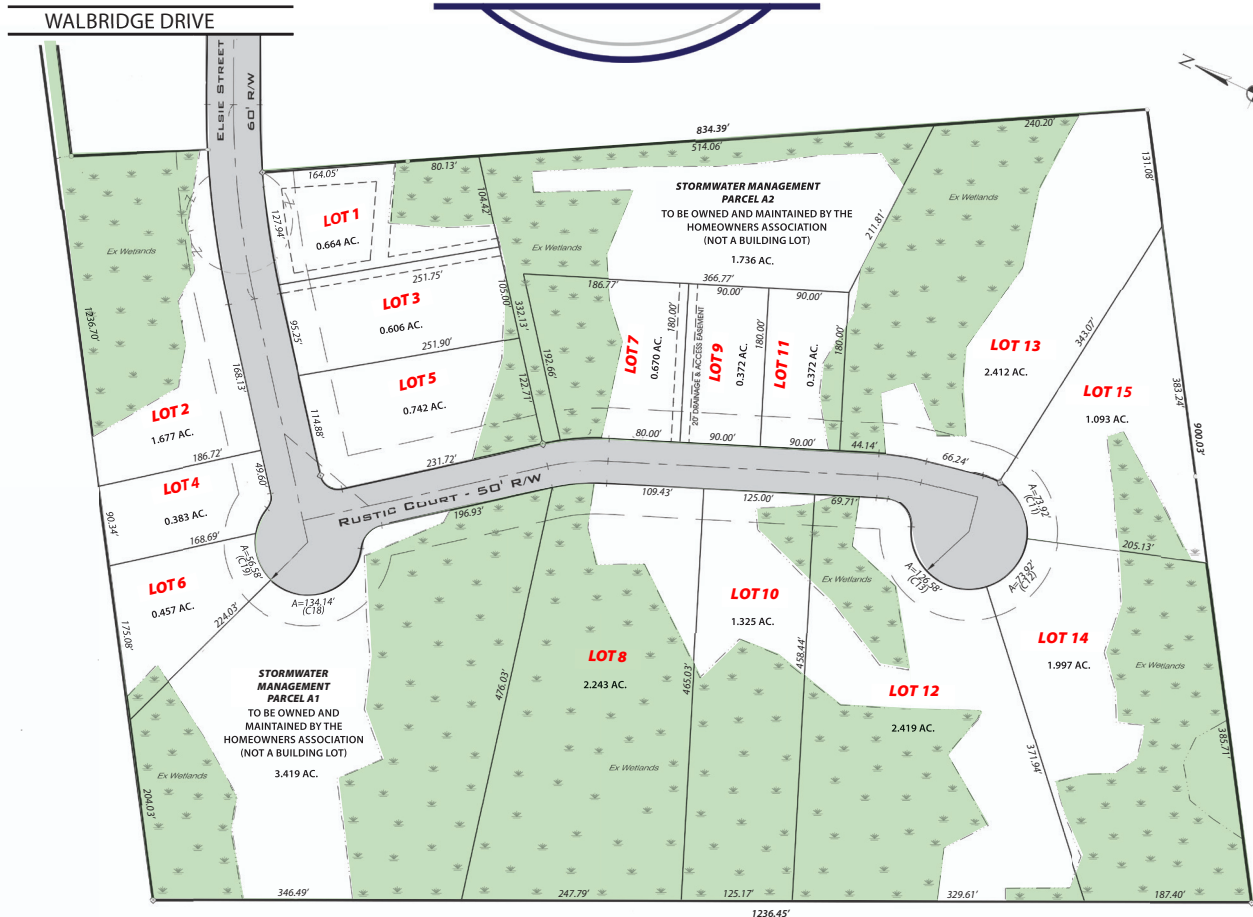 WALBRIDGE DRIVE
ELSIE STREET
60' R/W
N
834.39'
514.06'
240.20'
131.08'
164.05'
80.13'
104.42'
127.94'
LOT 1
0.664 AC.
STORMWATER MANAGEMENT
PARCEL A2
TO BE OWNED AND MAINTAINED BY THE
HOMEOWNERS ASSOCIATION
(NOT A BUILDING LOT)
1.736 AC.
211.81'
Ex Wetlands
Ex Wetlands
Ex Wetlands
251.75'
105.00'
332.13'
366.77'
186.77'
90.00'
90.00'
1236.70'
95.25'
LOT 3
0.606 AC.
251.90'
192.66'
122.71'
168.13'
LOT 5
0.742 AC.
114.88'
231.72'
LOT 7
0.670 AC.
180.00'
20' DRAINAGE & ACCESS EASEMENT
LOT 9
0.372 AC.
180.00'
LOT 11
0.372 AC.
180.00'
LOT 13
2.412 AC.
343.07'
LOT 15
1.093 AC.
383.24'
900.03'
LOT 2
1.677 AC.
186.72'
49.60'
80.00'
90.00'
90.00'
44.14'
66.24'
LOT 4
0.383 AC.
90.34'
168.69'
RUSTIC COURT - 50' R/W
196.93'
109.43'
125.00'
69.71'
A=73.92'
(C11)
205.13'
A=56.58'
(C19)
LOT 6
0.457 AC.
224.03'
175.08'
A=134.14'
(C18)
A=126.58'
(C13)
A=73.92'
(C12)
Ex Wetlands
LOT 10
1.325 AC.
LOT 14
1.997 AC.
Ex Wetlands
STORMWATER
MANAGEMENT
PARCEL A1
TO BE OWNED AND
MAINTAINED BY THE
HOMEOWNERS ASSOCIATION
(NOT A BUILDING LOT)
3.419 AC.
LOT 8
2.243 AC.
476.03'
465.03'
458.44'
LOT 12
2.419 AC.
371.94'
385.71'
Ex Wetlands
Ex Wetlands
204.03'
346.49'
247.79'
125.17'
329.61'
187.40'
1236.45'